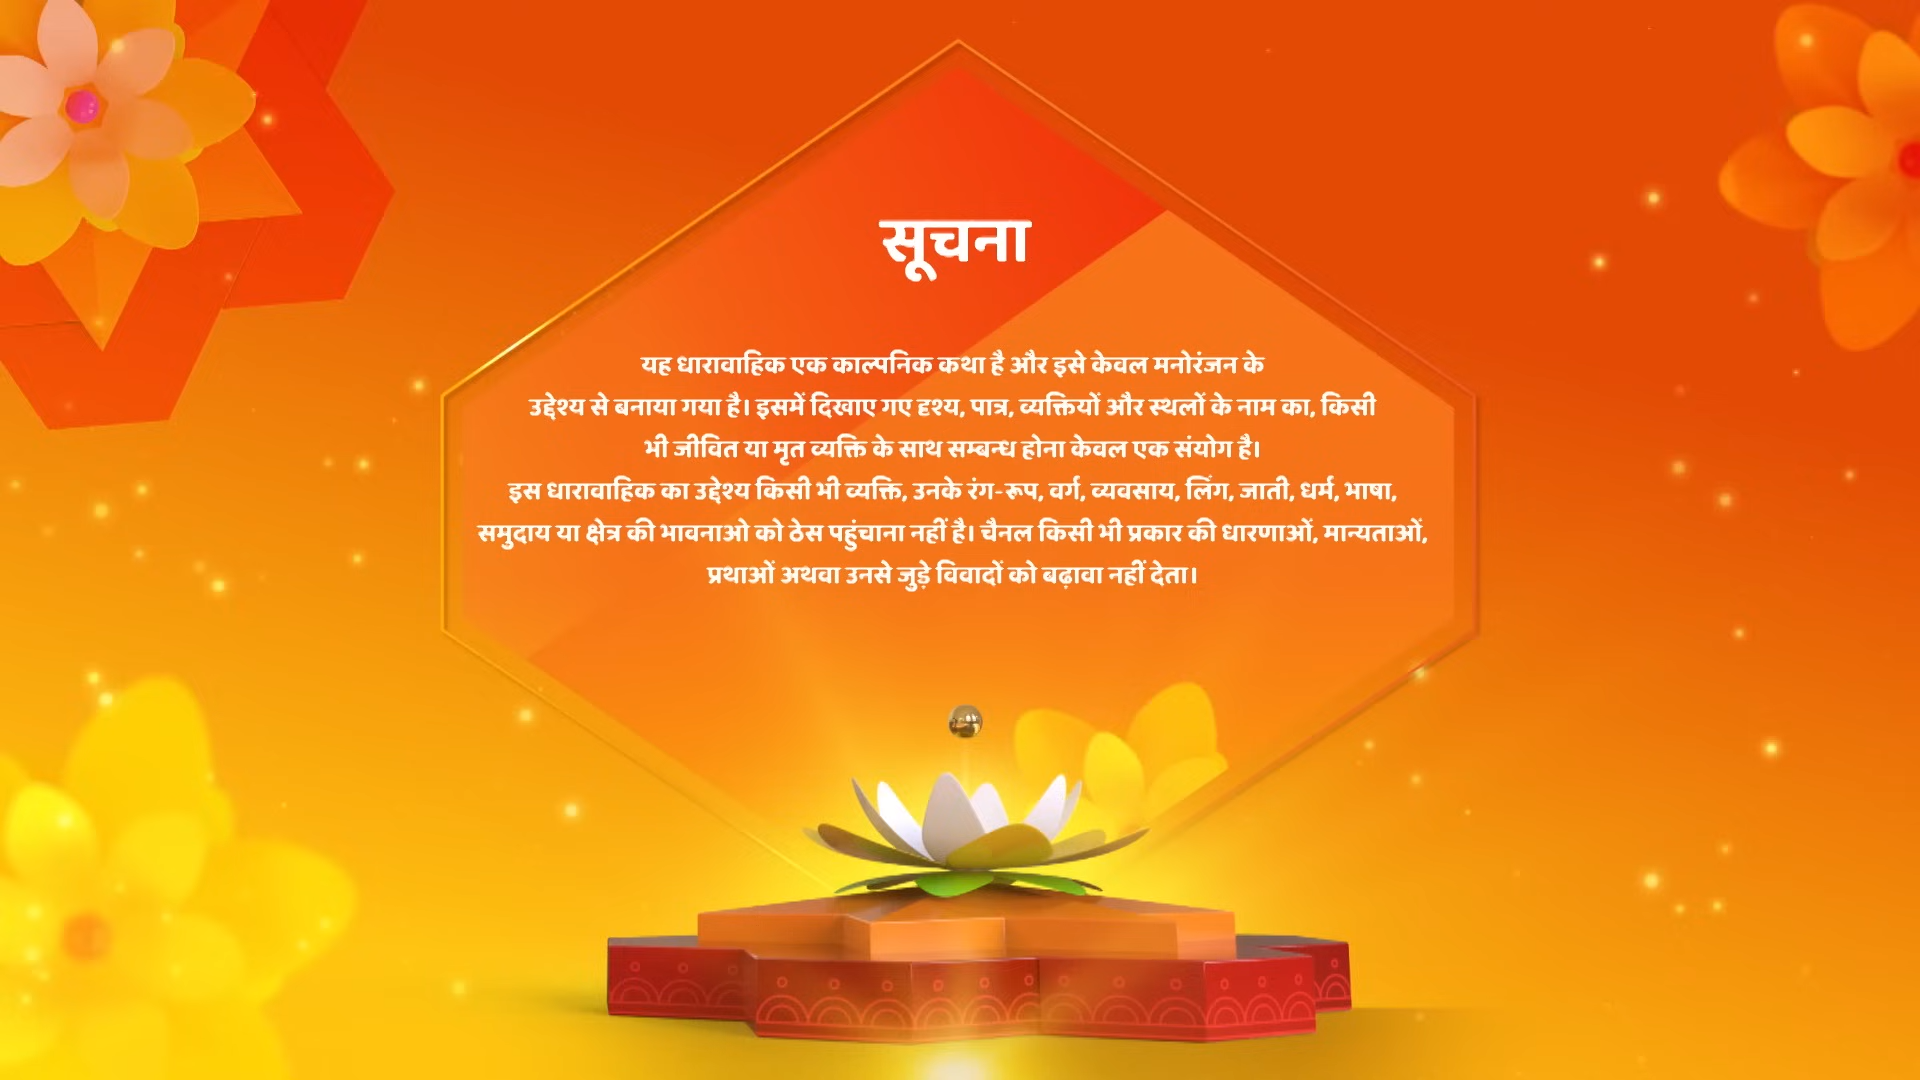 सूचना
यह धारावाहिक एक काल्पनिक कथा है और इसे केवल मनोरंजन के
उद्देश्य से बनाया गया है। इसमें दिखाए गए दृश्य, पात्र, व्यक्तियों और स्थलों के नाम का, किसी
भी जीवित या मृत व्यक्ति के साथ सम्बन्ध होना केवल एक संयोग है।
इस धारावाहिक का उद्देश्य किसी भी व्यक्ति, उनके रंग-रूप, वर्ग, व्यवसाय, लिंग, जाती, धर्म, भाषा,
समुदाय या क्षेत्र की भावनाओ को ठेस पहुंचाना नहीं है। चैनल किसी भी प्रकार की धारणाओं, मान्यताओं,
प्रथाओं अथवा उनसे जुड़े विवादों को बढ़ावा नहीं देता।